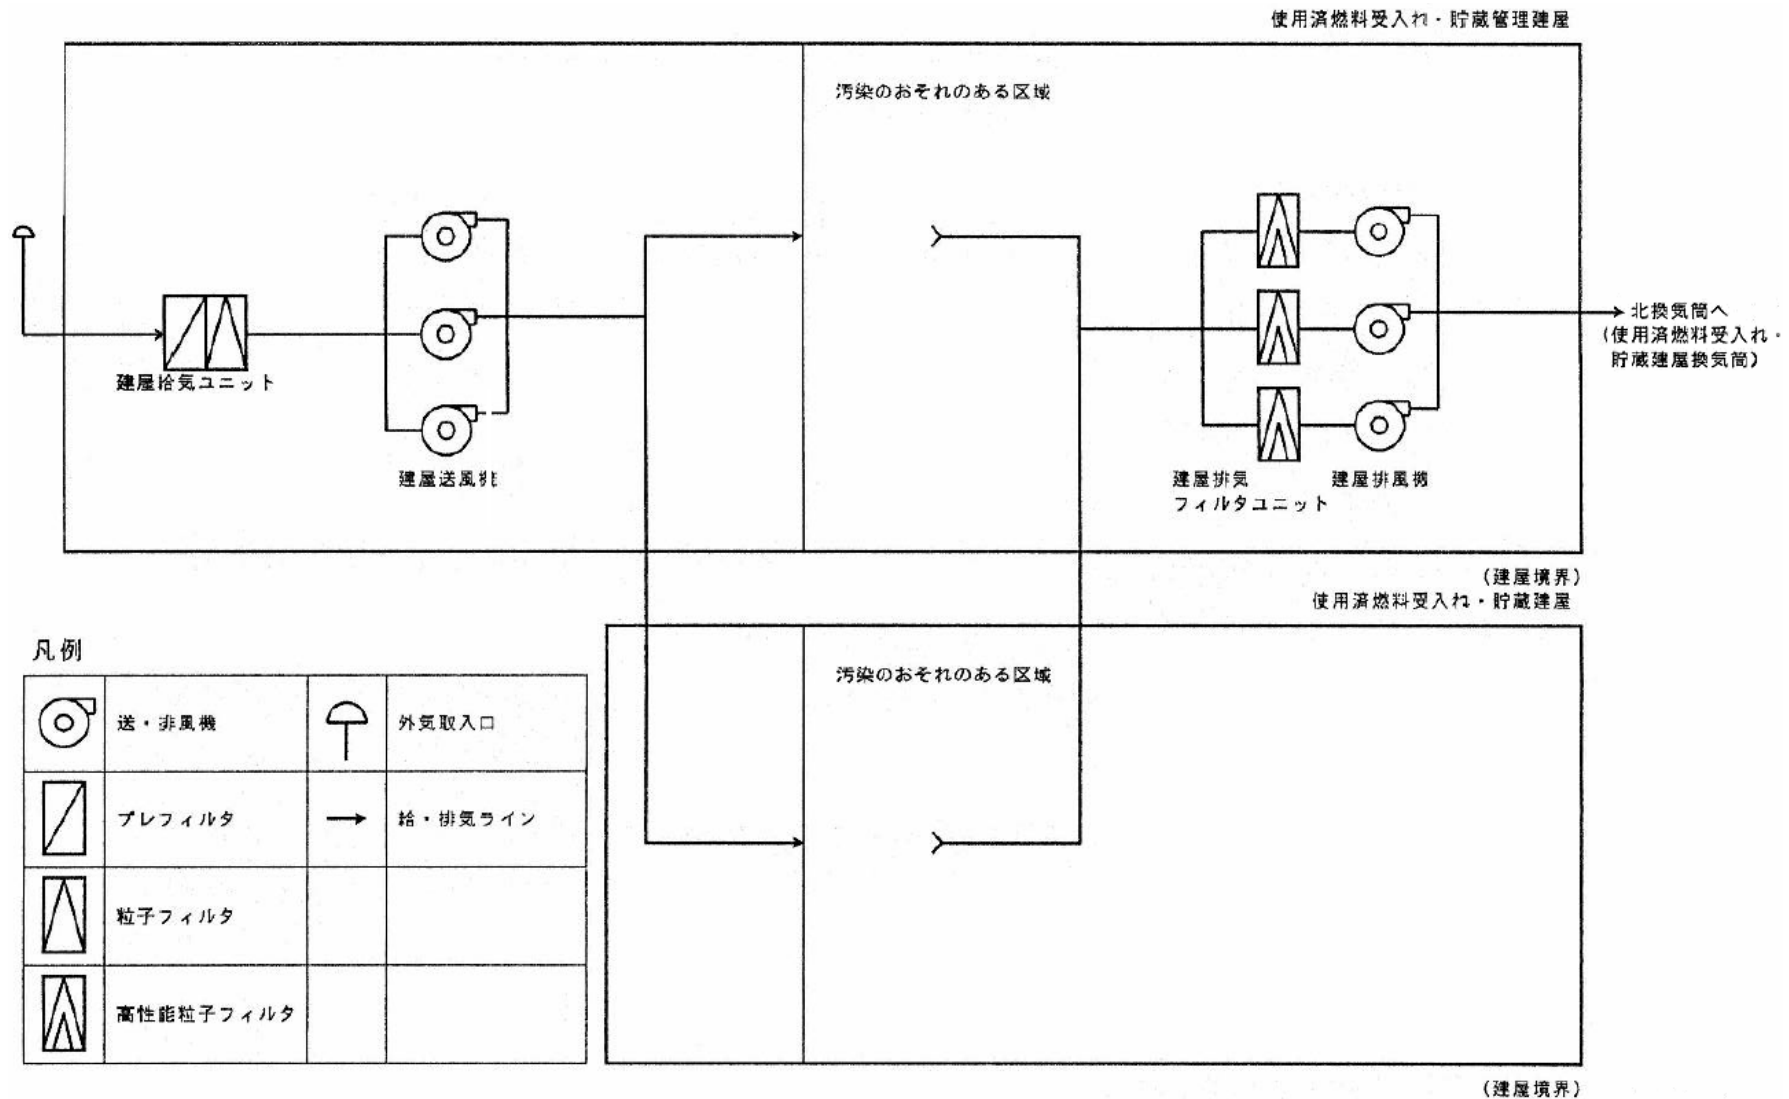 使用済燃料受入れ・貯蔵管理建屋
汚染のおそれのある区域
建屋給気ユニット
建屋送風機
建屋排気
フィルタユニット
建屋排風機
北換気筒へ
(使用済燃料受入れ・
貯蔵建屋換気筒)
(建屋境界)
使用済燃料受入れ・貯蔵建屋
汚染のおそれのある区域
凡例
送・排風機
外気取入口
プレフィルタ
給・排気ライン
粒子フィルタ
高性能粒子フィルタ
(建屋境界)